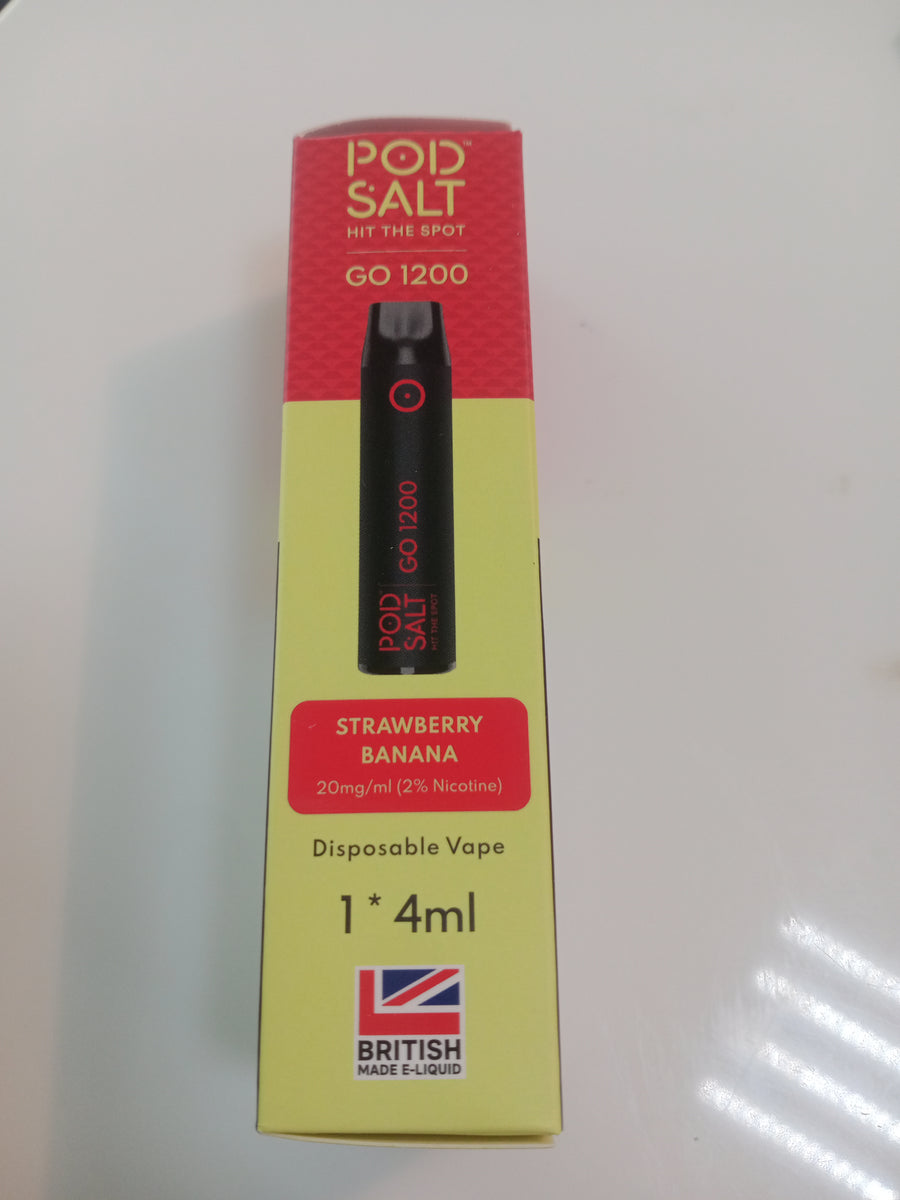 POD™
SALT
HIT THE SPOT
GO 1200
POD
SALT
HIT THE SPOT
GO 1200
STRAWBERRY
BANANA
20mg/ml (2% Nicotine)
Disposable Vape
1 * 4ml
BRITISH
MADE E-LIQUID